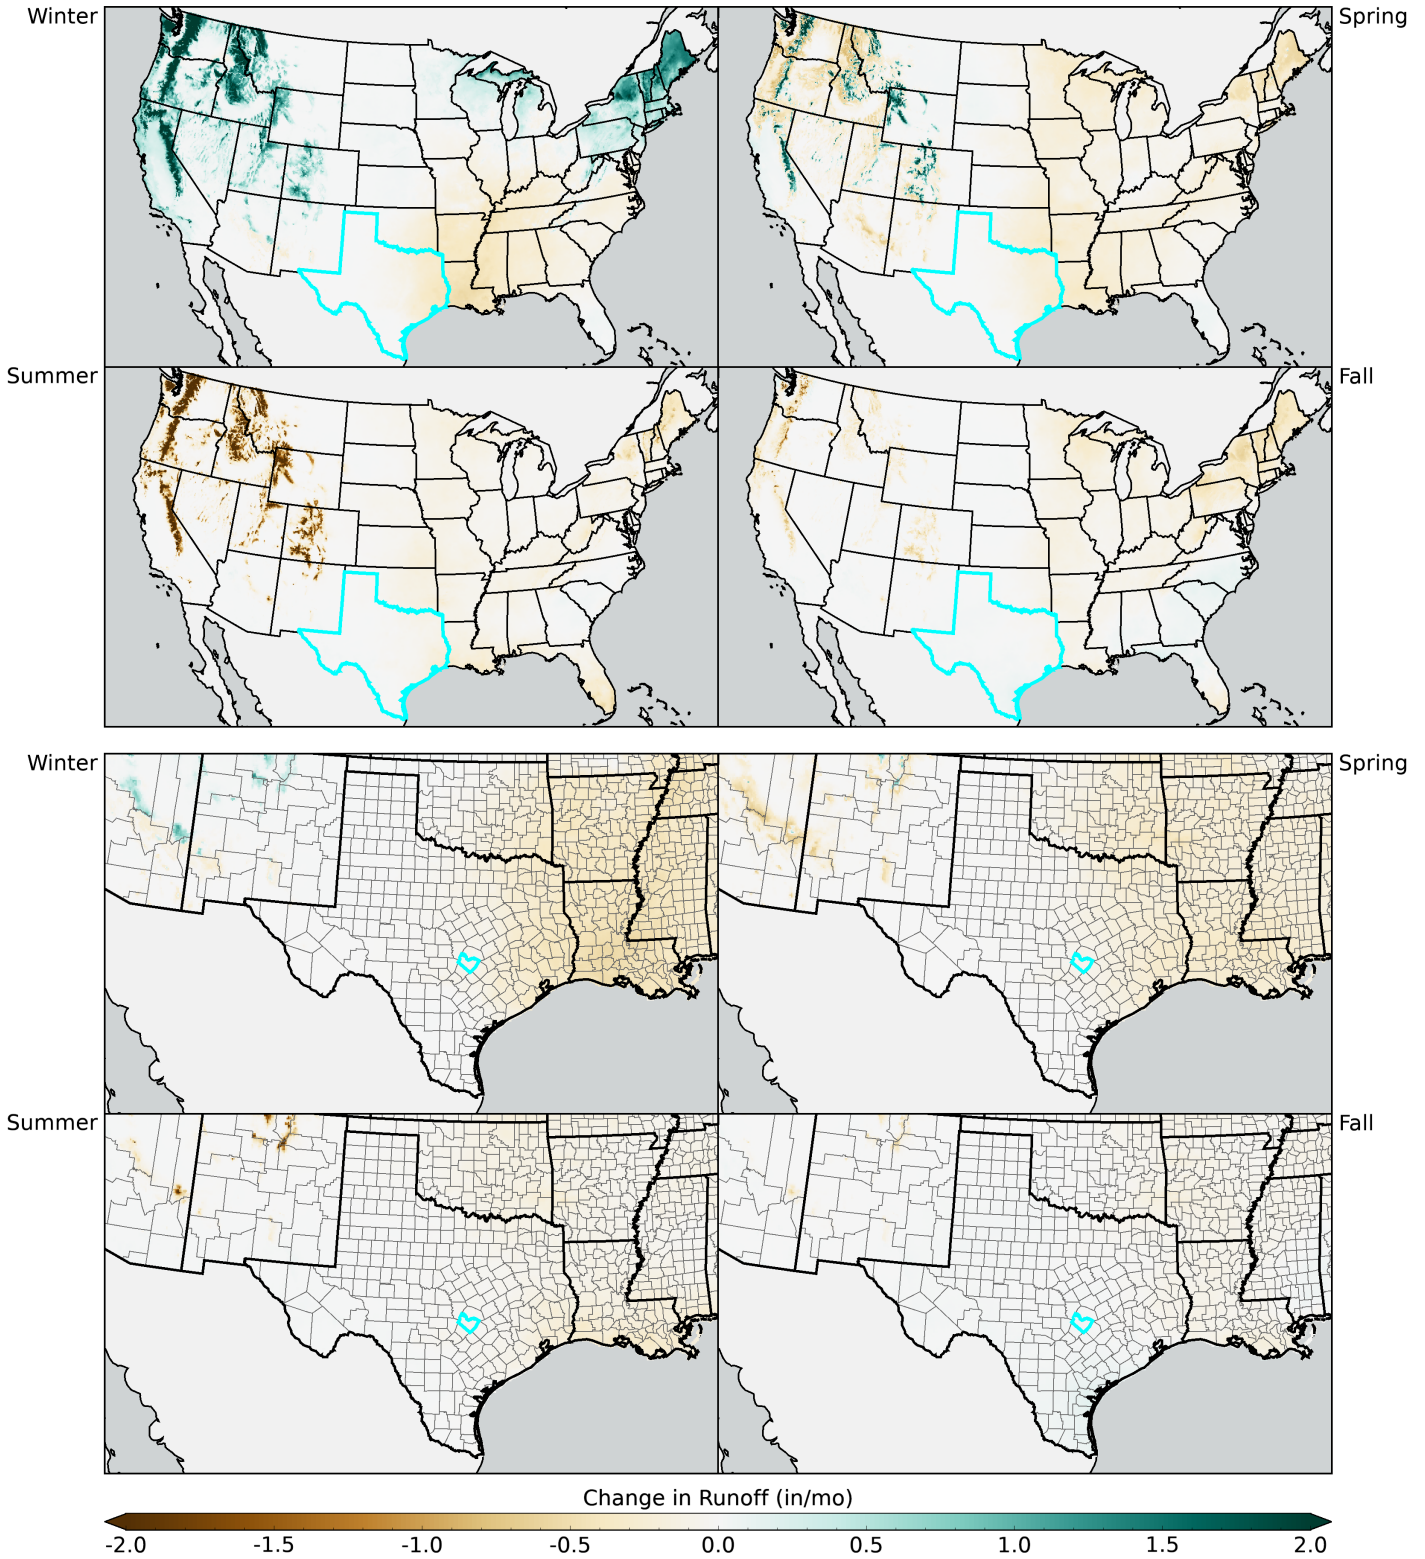 Winter
Spring
Summer
Fall
Winter
Spring
Summer
Fall
Change in Runoff (in/mo)
-2.0 -1.5 -1.0 -0.5 0.0 0.5 1.0 1.5 2.0